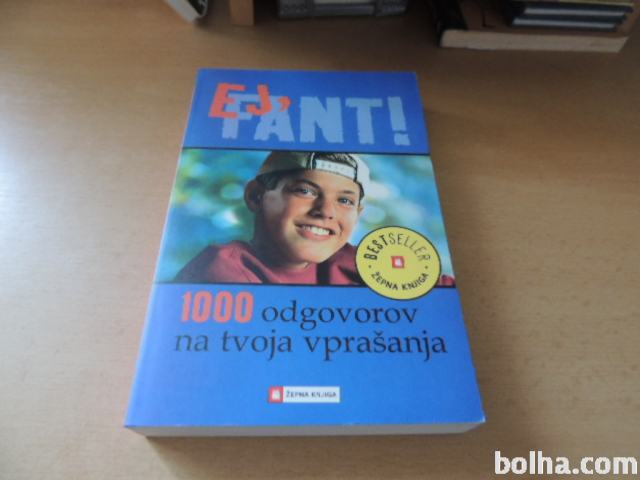 EJ,
FANT!
BESTSELLER
ŽEPNA KNJIGA
1000 odgovorov
na tvoja vprašanja
ŽEPNA KNJIGA
bolha.com